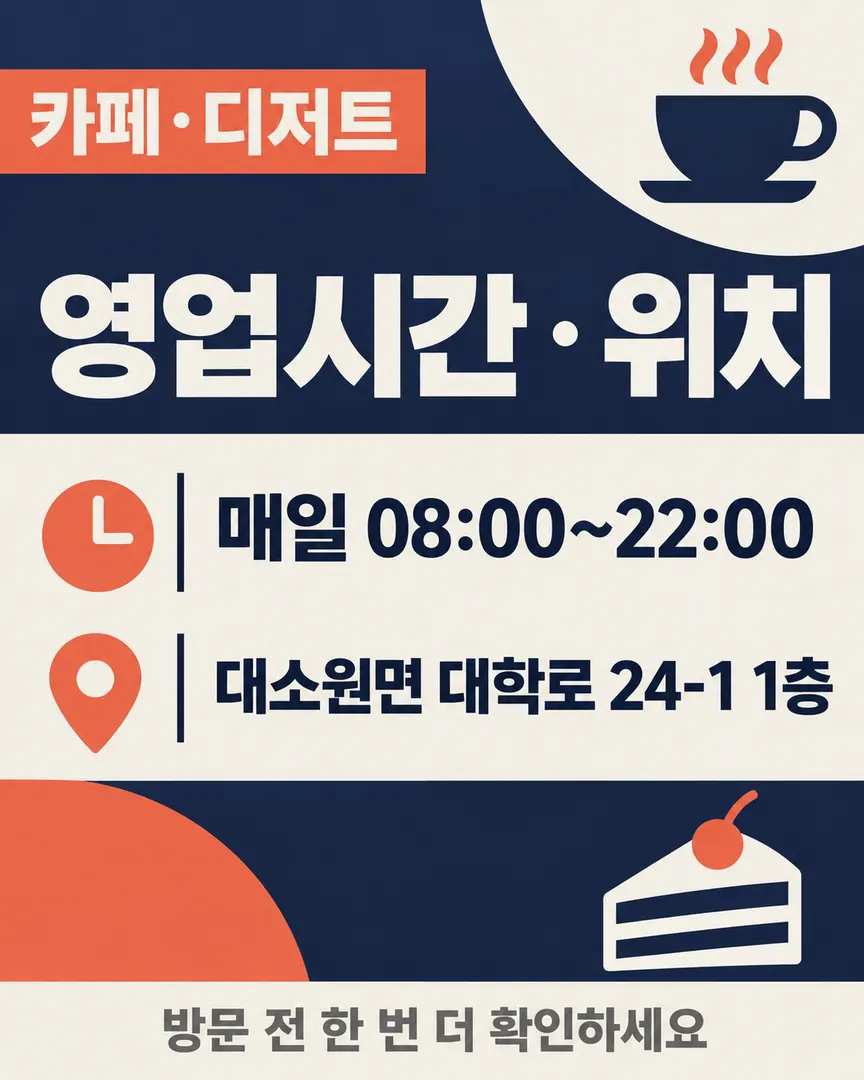 카페·디저트
영업시간·위치
매일 08:00~22:00
대소원면 대학로 24-1 1층
방문 전 한 번 더 확인하세요